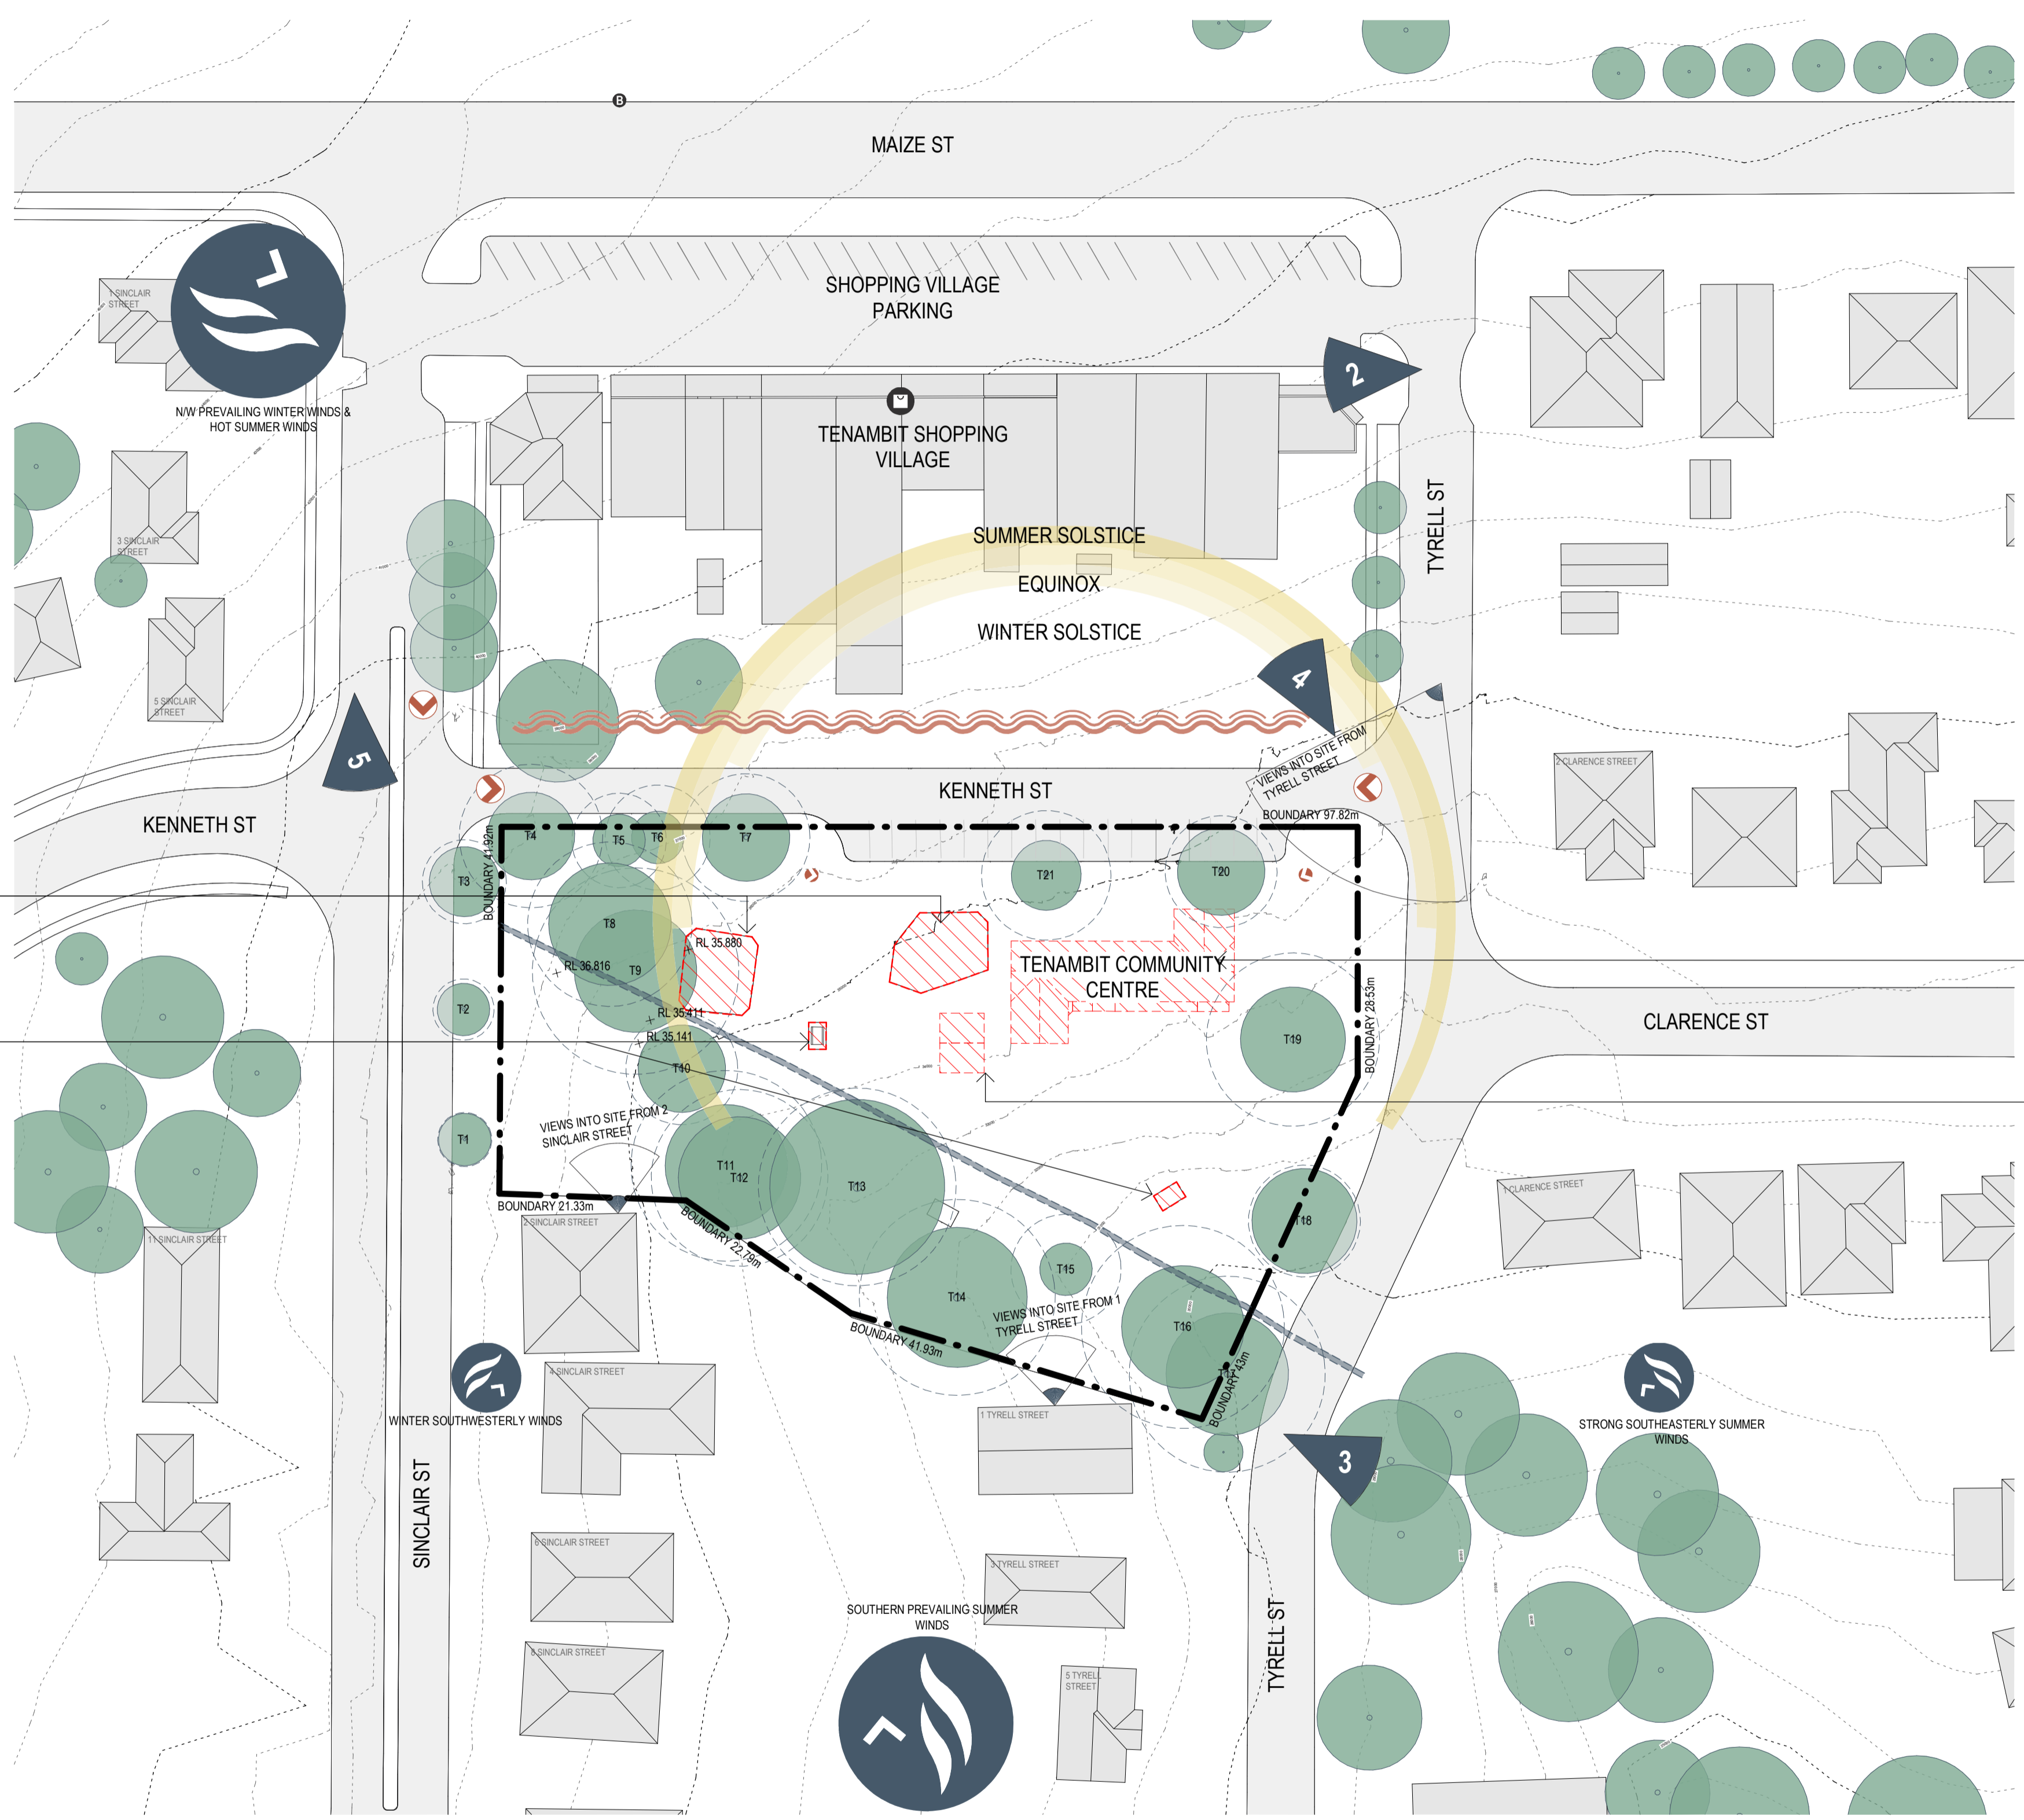 B
MAIZE ST
SHOPPING VILLAGE
PARKING
1 SINCLAIR
STREET
N/W PREVAILING WINTER WINDS &
HOT SUMMER WINDS
2
TENAMBIT SHOPPING
VILLAGE
TYRELL ST
3 SINCLAIR
STREET
SUMMER SOLSTICE
EQUINOX
WINTER SOLSTICE
4
5 SINCLAIR
STREET
5
VIEWS INTO SITE FROM
TYRELL STREET
2 CLARENCE STREET
KENNETH ST
KENNETH ST
BOUNDARY 97.82m
BOUNDARY 41.92m
T4
T5
T6
T7
T3
T21
T20
T8
RL 35.880
RL 36.816
T9
TENAMBIT COMMUNITY
CENTRE
T2
RL 35.411
RL 35.141
T10
T19
BOUNDARY 28.53m
CLARENCE ST
VIEWS INTO SITE FROM 2
SINCLAIR STREET
T1
T11
T12
T13
BOUNDARY 21.33m
BOUNDARY 22.79m
2 SINCLAIR STREET
11 SINCLAIR STREET
T18
1 CLARENCE STREET
T15
T14
VIEWS INTO SITE FROM 1
TYRELL STREET
T16
BOUNDARY 41.93m
BOUNDARY 43m
4 SINCLAIR STREET
WINTER SOUTHWESTERLY WINDS
1 TYRELL STREET
STRONG SOUTHEASTERLY SUMMER
WINDS
3
SINCLAIR ST
6 SINCLAIR STREET
3 TYRELL STREET
SOUTHERN PREVAILING SUMMER
WINDS
TYRELL ST
8 SINCLAIR STREET
5 TYRELL
STREET